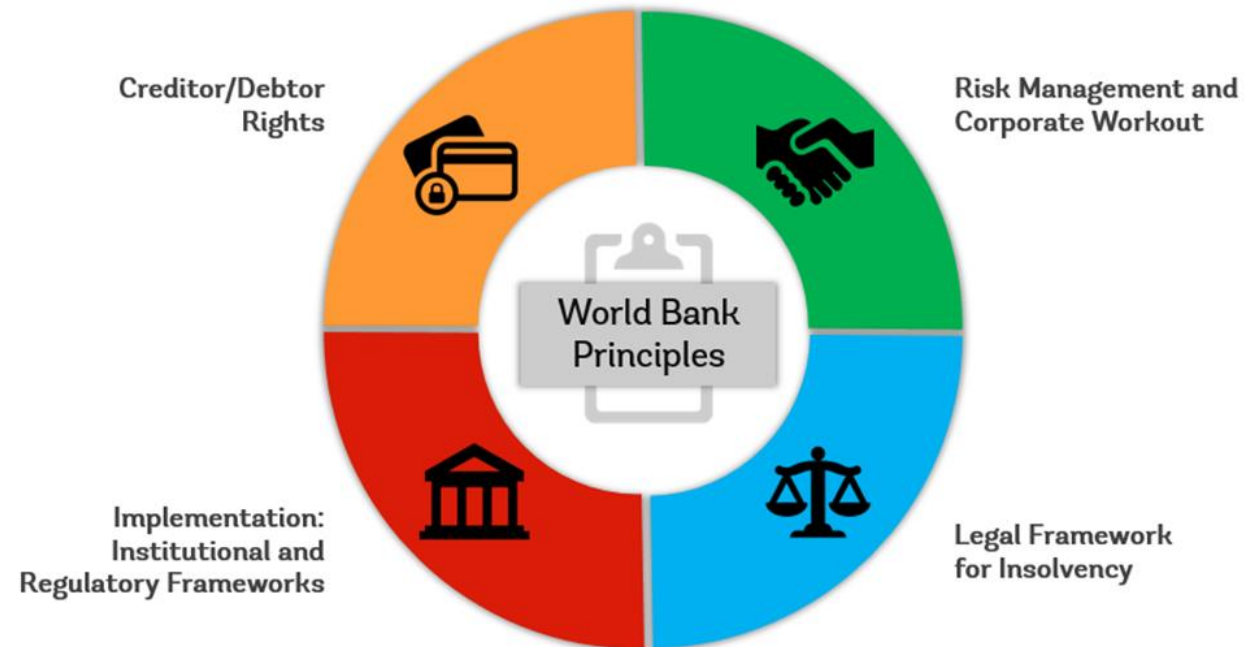 Creditor/Debtor
Rights
Risk Management and
Corporate Workout
World Bank
Principles
Implementation:
Institutional and
Regulatory Frameworks
Legal Framework
for Insolvency